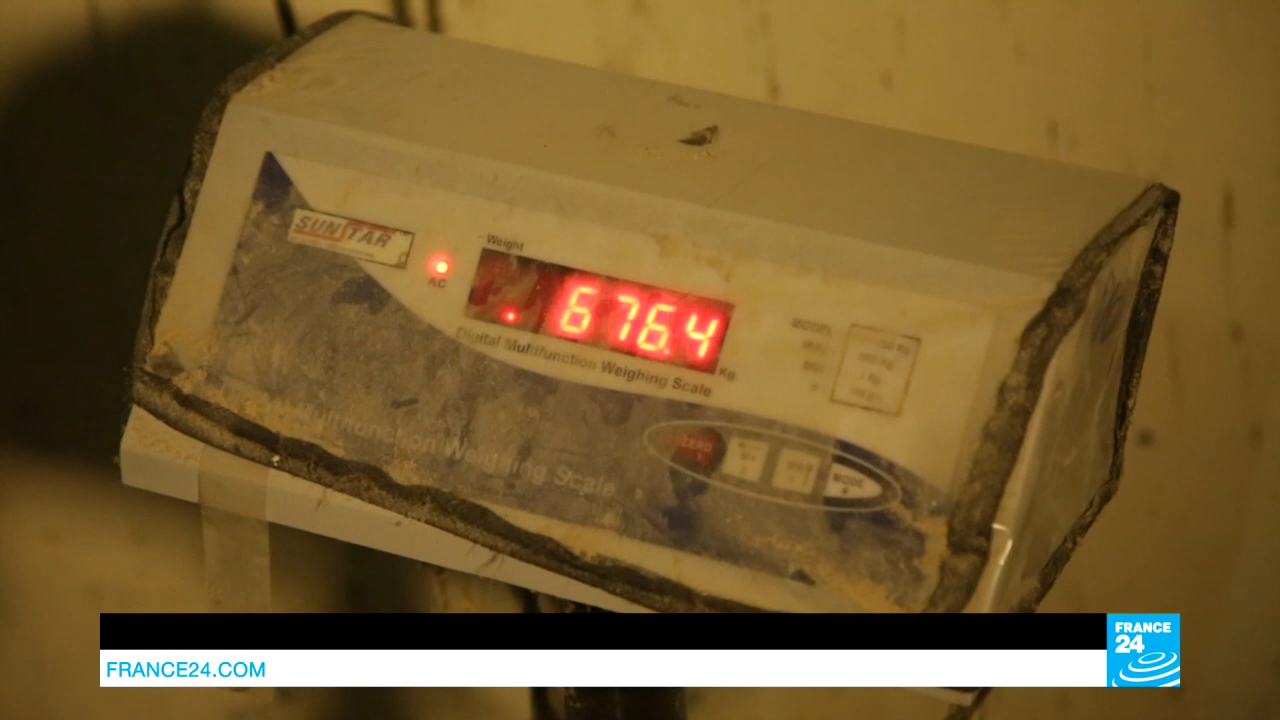 SUNSTAR
AC
Weight
676.4
Kg
Digital Multifunction Weighing Scale
MODEL
Multifunction Weighing Scale
ZERO
MODE
FRANCE
24
FRANCE24.COM